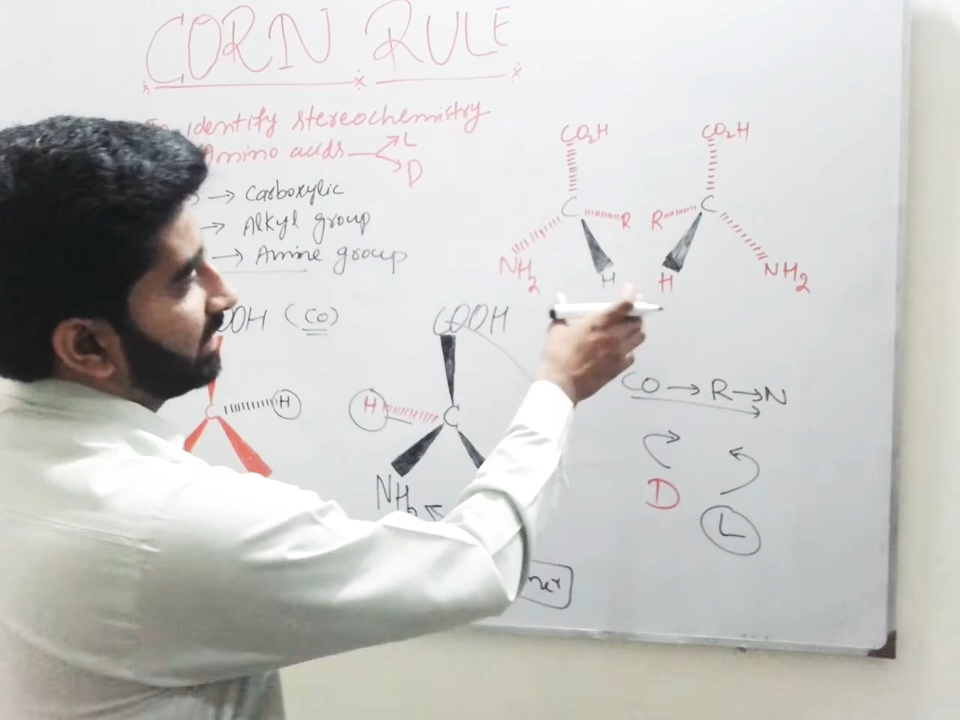 CORN RULE
identify stereochemistry
Amino acids L
D
→ Carboxylic
→ Alkyl group
→ Amine group
OOH (CO)
C H
COOH
H C
NH2
CO2H
C R
NH2 H
CO2H
R C
H NH2
CO → R → N
D L